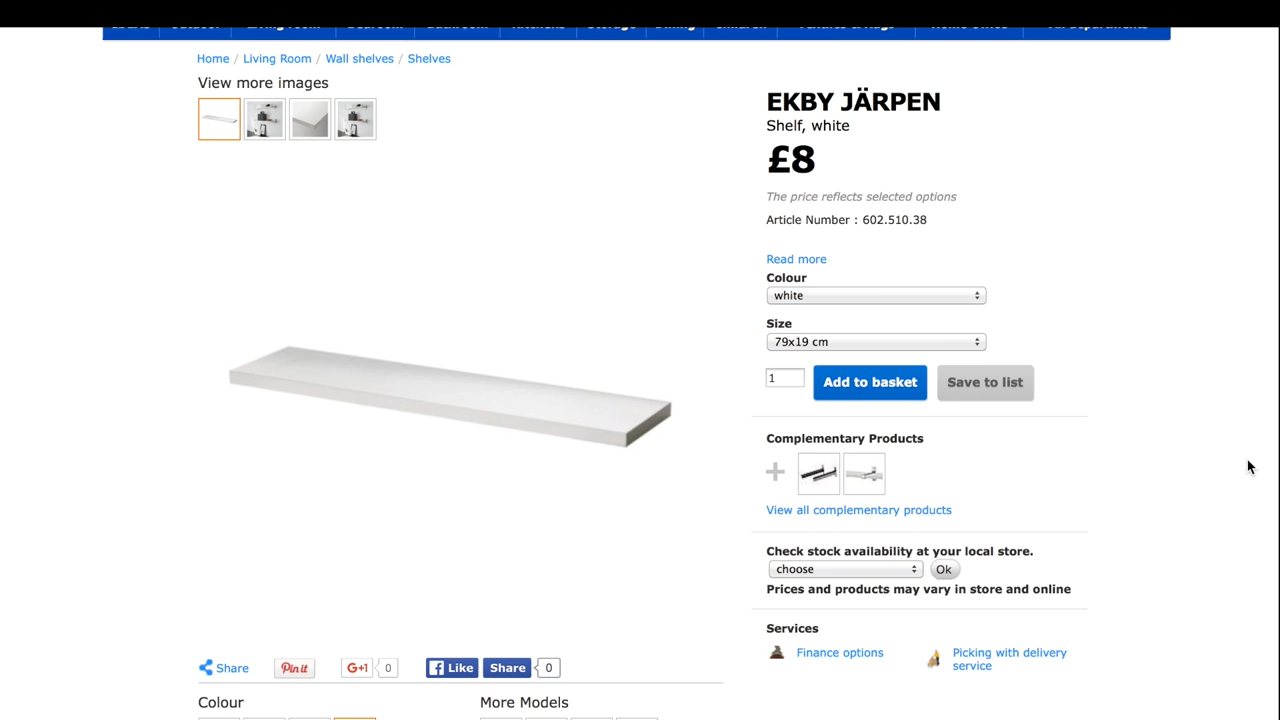 Home / Living Room / Wall shelves / Shelves
View more images
EKBY JÄRPEN
Shelf, white
£8
The price reflects selected options
Article Number : 602.510.38
Read more
Colour
white
Size
79x19 cm
1
Add to basket
Save to list
Complementary Products
View all complementary products
Check stock availability at your local store.
choose
Ok
Prices and products may vary in store and online
Services
Finance options
Picking with delivery
service
Share
Pin it
G+1
0
Like
Share
0
Colour
More Models